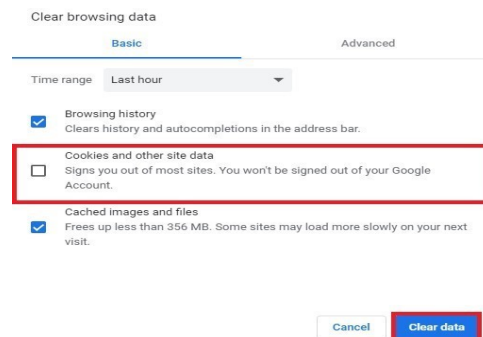 Clear browsing data
Basic Advanced
Time range Last hour
Browsing history
Clears history and autocompletions in the address bar.
Cookies and other site data
Signs you out of most sites. You won't be signed out of your Google
Account.
Cached images and files
Frees up less than 356 MB. Some sites may load more slowly on your next
visit.
Cancel Clear data